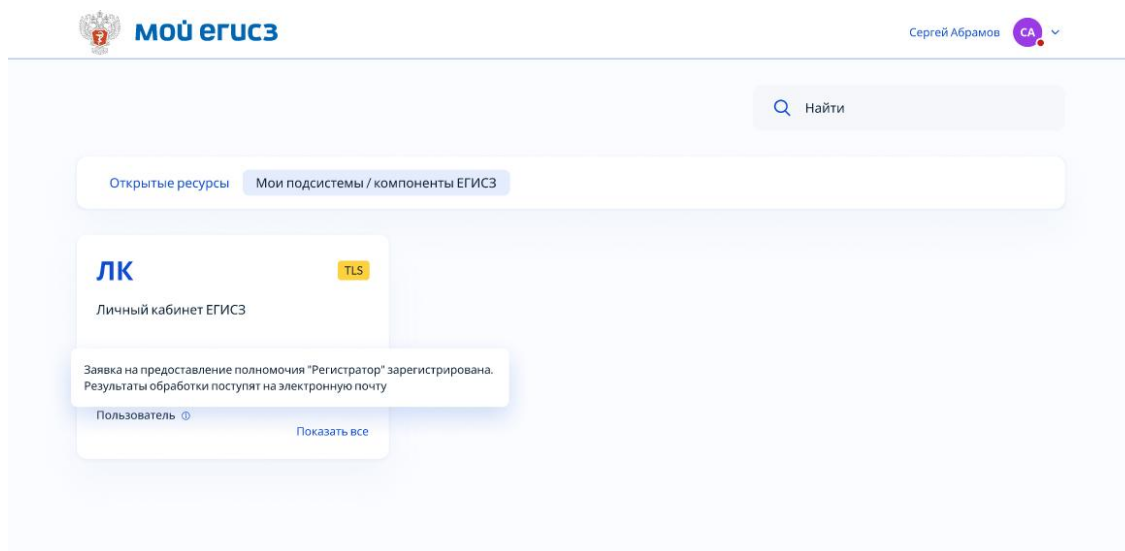 мой егисз
Сергей Абрамов СА
Найти
Открытые ресурсы Мои подсистемы / компоненты ЕГИСЗ
ЛК TLS
Личный кабинет ЕГИСЗ
Заявка на предоставление полномочия "Регистратор" зарегистрирована.
Результаты обработки поступят на электронную почту
Пользователь
Показать все